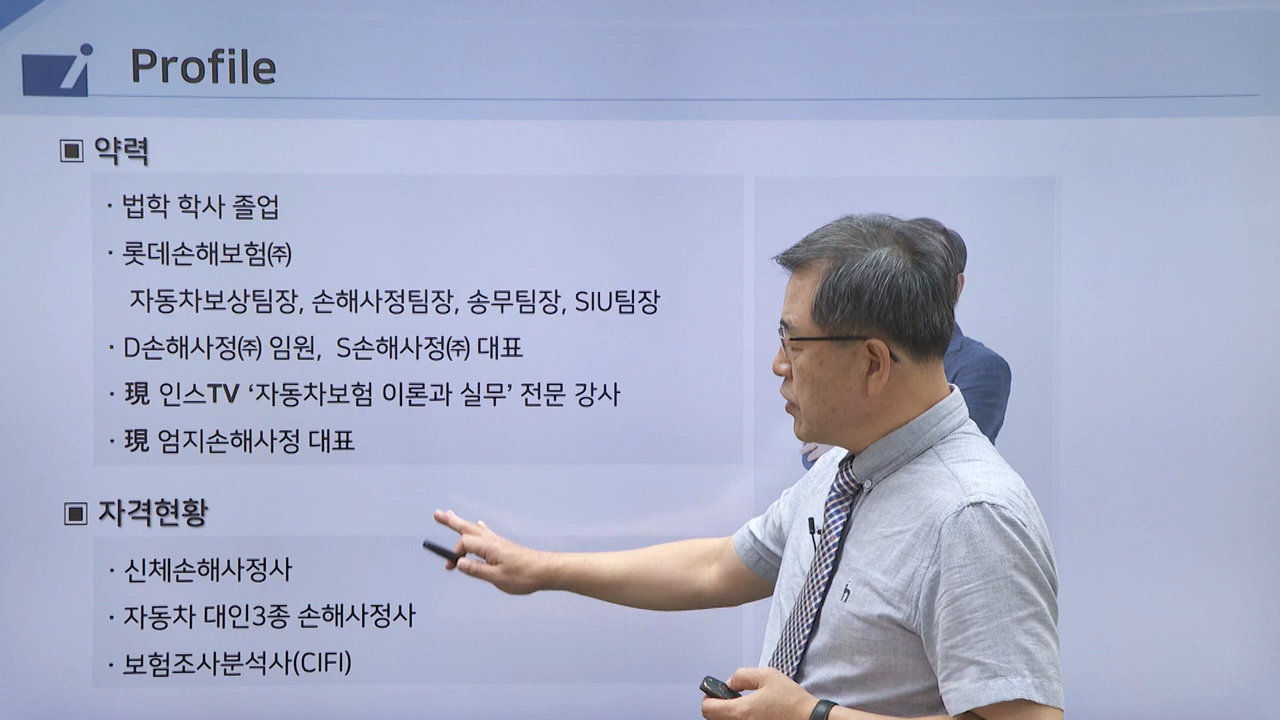 Profile
▣ 약력
· 법학 학사 졸업
· 롯데손해보험㈜
자동차보상팀장, 손해사정팀장, 송무팀장, SIU팀장
· D손해사정㈜ 임원, S손해사정㈜ 대표
· 現 인스TV ‘자동차보험 이론과 실무’ 전문 강사
· 現 엄지손해사정 대표
▣ 자격현황
· 신체손해사정사
· 자동차 대인3종 손해사정사
· 보험조사분석사(CIFI)